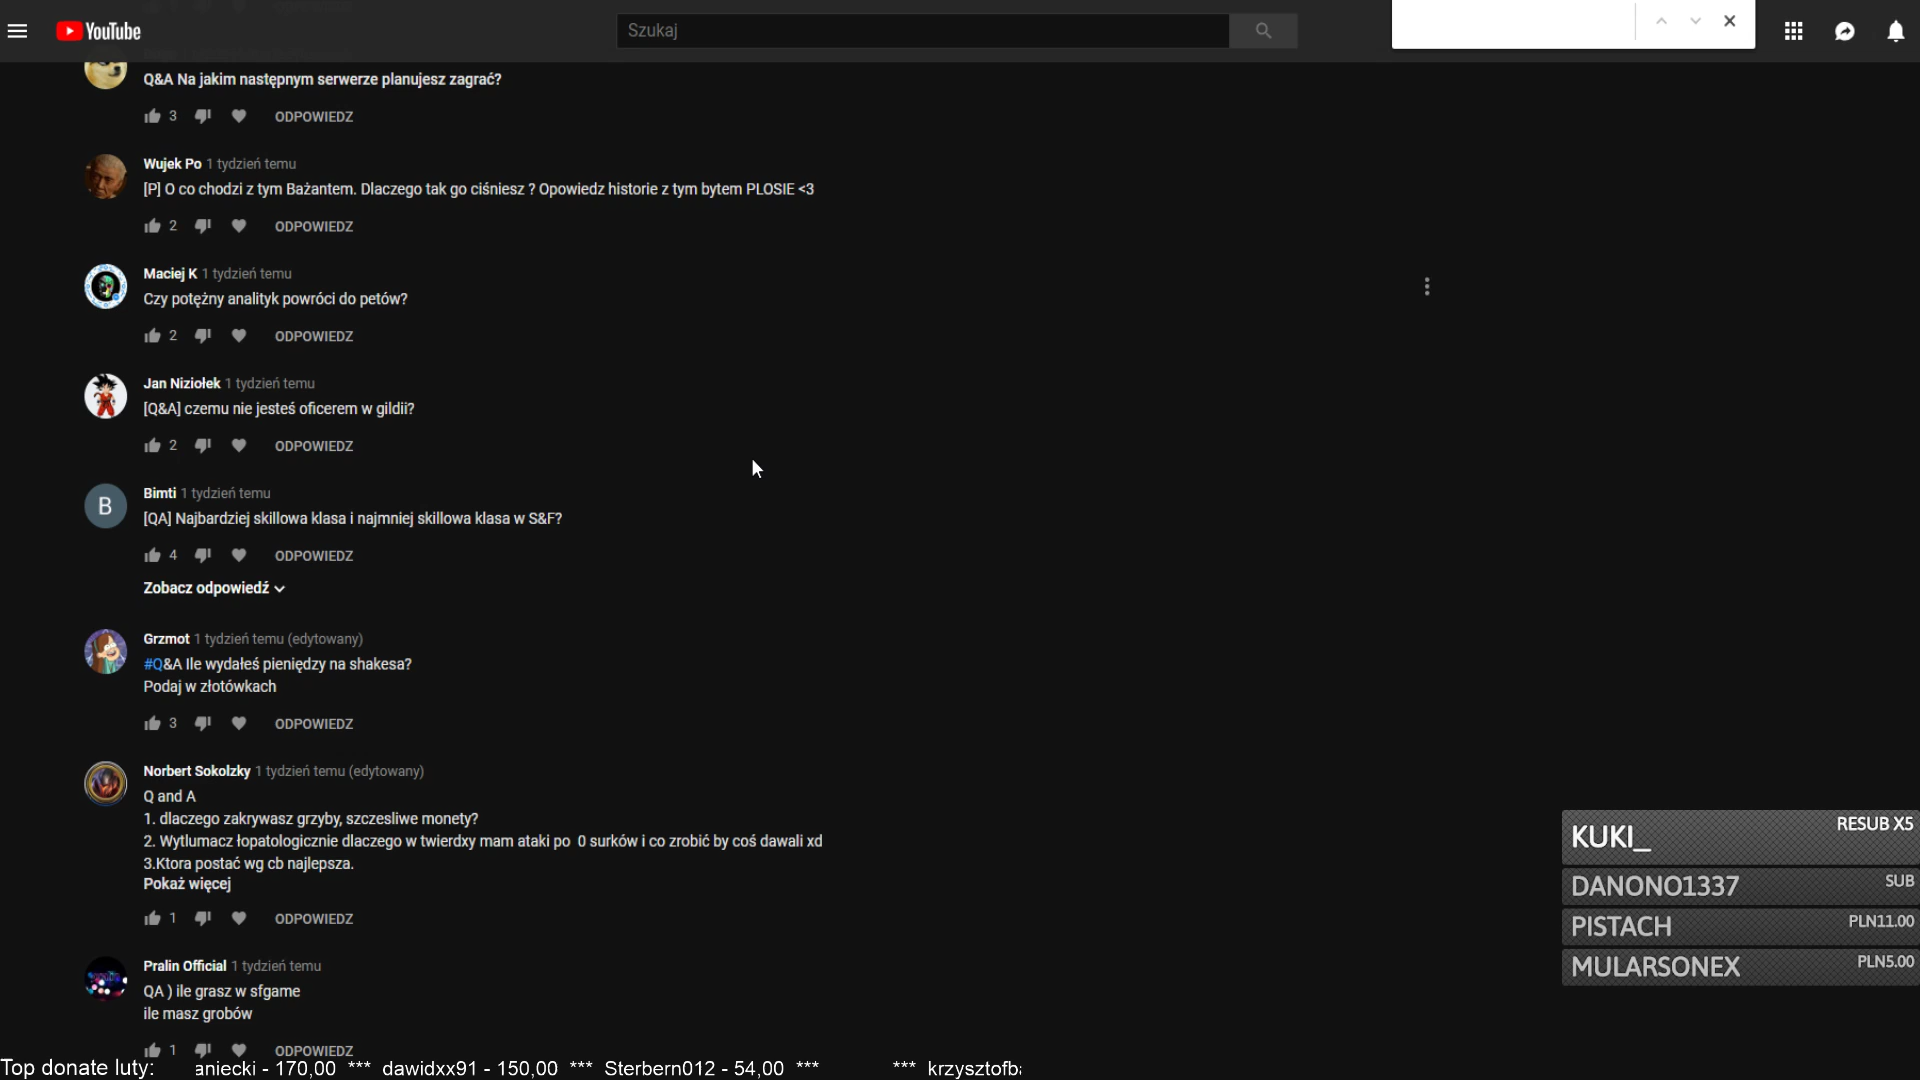 YouTube
Szukaj
Q&A Na jakim następnym serwerze planujesz zagrać?
3 ODPOWIEDZ
Wujek Po 1 tydzień temu
[P] O co chodzi z tym Bażantem. Dlaczego tak go ciśniesz ? Opowiedz historie z tym bytem PLOSIE <3
2 ODPOWIEDZ
Maciej K 1 tydzień temu
Czy potężny analityk powróci do petów?
2 ODPOWIEDZ
Jan Niziołek 1 tydzień temu
[Q&A] czemu nie jesteś oficerem w gildii?
2 ODPOWIEDZ
B
Bimti 1 tydzień temu
[QA] Najbardziej skillowa klasa i najmniej skillowa klasa w S&F?
4 ODPOWIEDZ
Zobacz odpowiedź
Grzmot 1 tydzień temu (edytowany)
#Q&A Ile wydałeś pieniędzy na shakesa?
Podaj w złotówkach
3 ODPOWIEDZ
Norbert Sokolzky 1 tydzień temu (edytowany)
Q and A
1. dlaczego zakrywasz grzyby, szczesliwe monety?
2. Wytlumacz łopatologicznie dlaczego w twierdxy mam ataki po 0 surków i co zrobić by coś dawali xd
3.Ktora postać wg cb najlepsza.
Pokaż więcej
1 ODPOWIEDZ
Pralin Official 1 tydzień temu
QA ) ile grasz w sfgame
ile masz grobów
1 ODPOWIEDZ
KUKI_ RESUB X5
DANONO1337 SUB
PISTACH PLN11.00
MULARSONEX PLN5.00
Top donate luty: aniecki - 170,00 *** dawidxx91 - 150,00 *** Sterbern012 - 54,00 *** *** krzysztofb